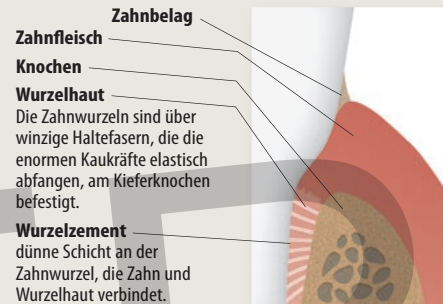 Zahnbelag
Zahnfleisch
Knochen
Wurzelhaut
Die Zahnwurzeln sind über
winzige Haltefasern, die die
enormen Kaukräfte elastisch
abfangen, am Kieferknochen
befestigt.
Wurzelzement
dünne Schicht an der
Zahnwurzel, die Zahn und
Wurzelhaut verbindet.